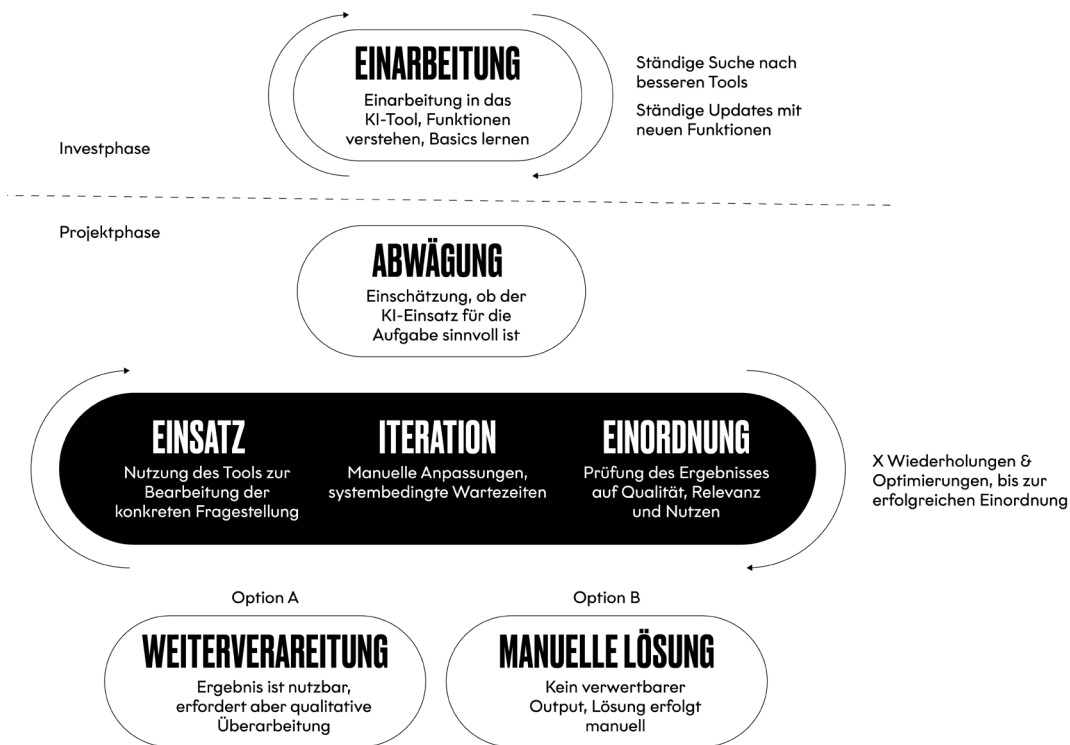 EINARBEITUNG
Einarbeitung in das
KI-Tool, Funktionen
verstehen, Basics lernen
Ständige Suche nach
besseren Tools
Ständige Updates mit
neuen Funktionen
Investphase
Projektphase
ABWÄGUNG
Einschätzung, ob der
KI-Einsatz für die
Aufgabe sinnvoll ist
EINSATZ
Nutzung des Tools zur
Bearbeitung der
konkreten Fragestellung
ITERATION
Manuelle Anpassungen,
systembedingte Wartezeiten
EINORDNUNG
Prüfung des Ergebnisses
auf Qualität, Relevanz
und Nutzen
X Wiederholungen &
Optimierungen, bis zur
erfolgreichen Einordnung
Option A
WEITERVERAREITUNG
Ergebnis ist nutzbar,
erfordert aber qualitative
Überarbeitung
Option B
MANUELLE LÖSUNG
Kein verwertbarer
Output, Lösung erfolgt
manuell